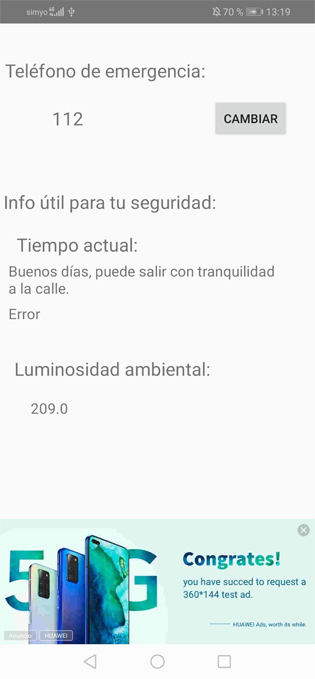 simyo 70 % 13:19
Teléfono de emergencia:
112 CAMBIAR
Info útil para tu seguridad:
Tiempo actual:
Buenos días, puede salir con tranquilidad
a la calle.
Error
Luminosidad ambiental:
209.0
5G
Congrates!
you have succed to request a
360*144 test ad.
HUAWEI Ads, worth its while.
Anuncio HUAWEI